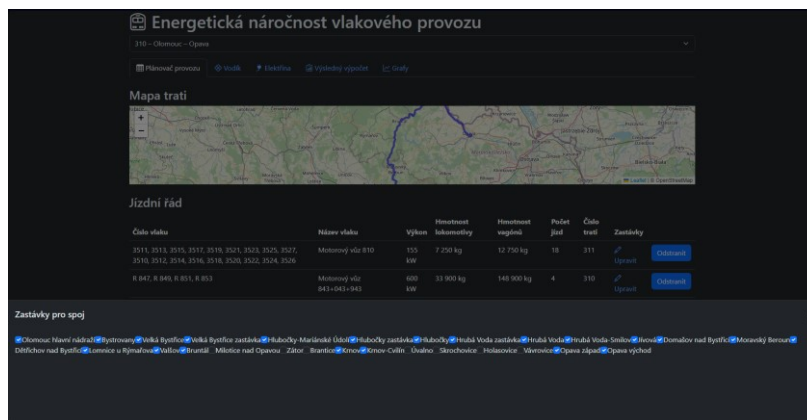 Energetická náročnost vlakového provozu
310 – Olomouc – Opava
Plánovač provozu Vodík Elektřina Výsledný výpočet Grafy
Mapa trati
+
−
Leaflet | © OpenStreetMap
Jízdní řád
Číslo vlaku Název vlaku Výkon Hmotnost lokomotivy Hmotnost vagónů Počet jízd Číslo trati Zastávky
3511, 3513, 3515, 3517, 3519, 3521, 3523, 3525, 3527, Motorový vůz 810 155 7 250 kg 12 750 kg 18 311
3510, 3512, 3514, 3516, 3518, 3520, 3522, 3524, 3526 kW Upravit Odstranit
R 847, R 849, R 851, R 853 Motorový vůz 600 33 900 kg 148 900 kg 4 310
843+043+943 kW Upravit Odstranit
Zastávky pro spoj
Olomouc hlavní nádraží Bystrovany Velká Bystřice Velká Bystřice zastávka Hlubočky-Mariánské Údolí Hlubočky zastávka Hlubočky Hrubá Voda zastávka Hrubá Voda Hrubá Voda-Smilov Jívová Domašov nad Bystřicí Moravský Beroun
Dětřichov nad Bystřicí Lomnice u Rýmařova Valšov Bruntál Milotice nad Opavou Zátor Brantice Krnov Krnov-Cvilín Úvalno Skrochovice Holasovice Vávrovice Opava západ Opava východ